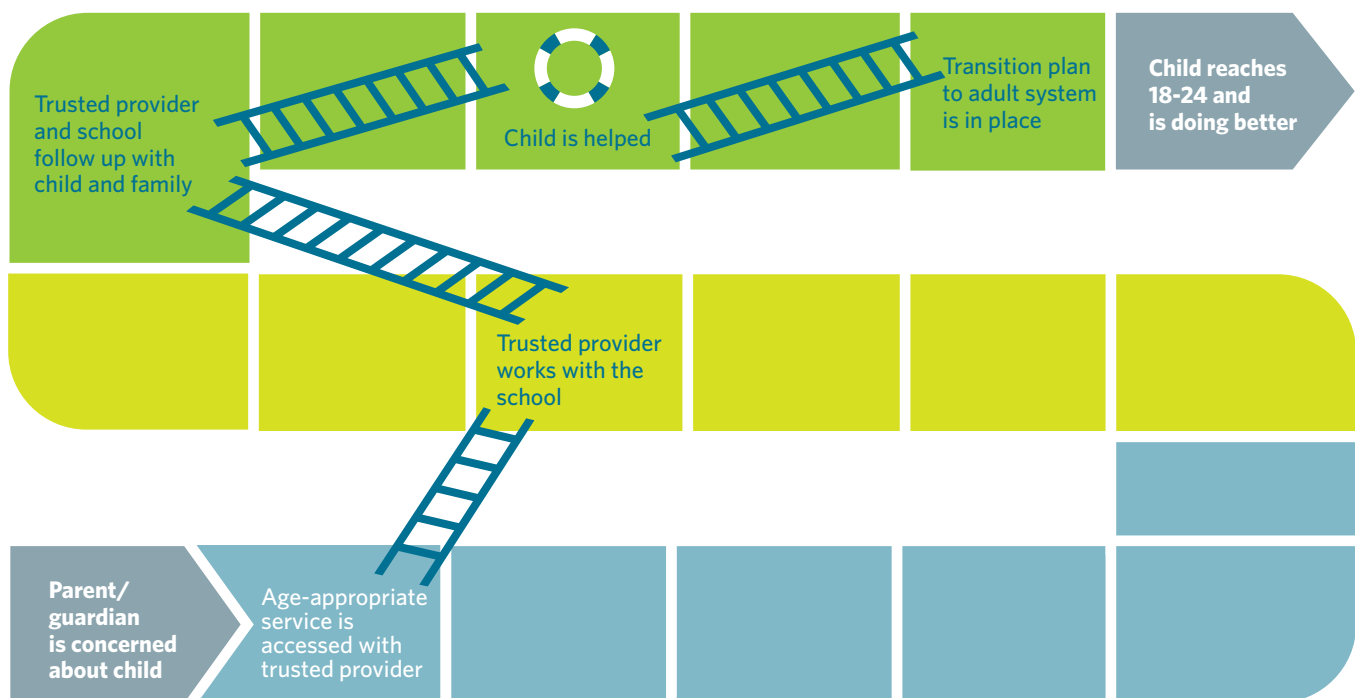 Trusted provider
and school
follow up with
child and family
Child is helped
Transition plan
to adult system
is in place
Child reaches
18-24 and
is doing better
Trusted provider
works with the
school
Parent/
guardian
is concerned
about child
Age-appropriate
service is
accessed with
trusted provider